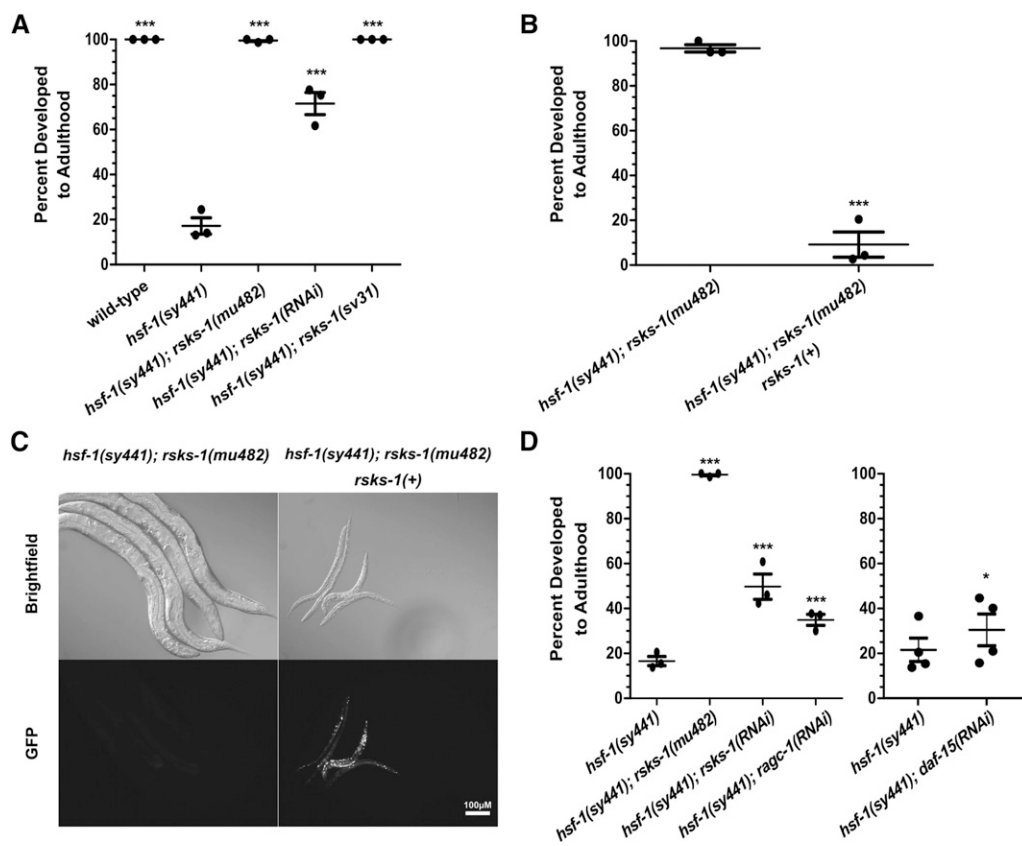 A
Percent Developed
to Adulthood
100
80
60
40
20
0
***
***
***
***
wild-type
hsf-1(sy441)
hsf-1(sy441); rsks-1(mu482)
hsf-1(sy441); rsks-1(RNAi)
hsf-1(sy441); rsks-1(sv31)
B
Percent Developed
to Adulthood
100
80
60
40
20
0
***
hsf-1(sy441); rsks-1(mu482)
hsf-1(sy441); rsks-1(mu482)
rsks-1(+)
C
hsf-1(sy441); rsks-1(mu482)
hsf-1(sy441); rsks-1(mu482)
rsks-1(+)
Brightfield
GFP
100µM
D
Percent Developed
to Adulthood
100
80
60
40
20
0
***
***
***
hsf-1(sy441)
hsf-1(sy441); rsks-1(mu482)
hsf-1(sy441); rsks-1(RNAi)
hsf-1(sy441); ragc-1(RNAi)
100
80
60
40
20
0
*
hsf-1(sy441)
hsf-1(sy441); daf-15(RNAi)